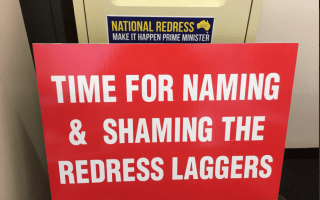 NATIONAL REDRESS
MAKE IT HAPPEN PRIME MINISTER
TIME FOR NAMING
& SHAMING THE
REDRESS LAGGERS